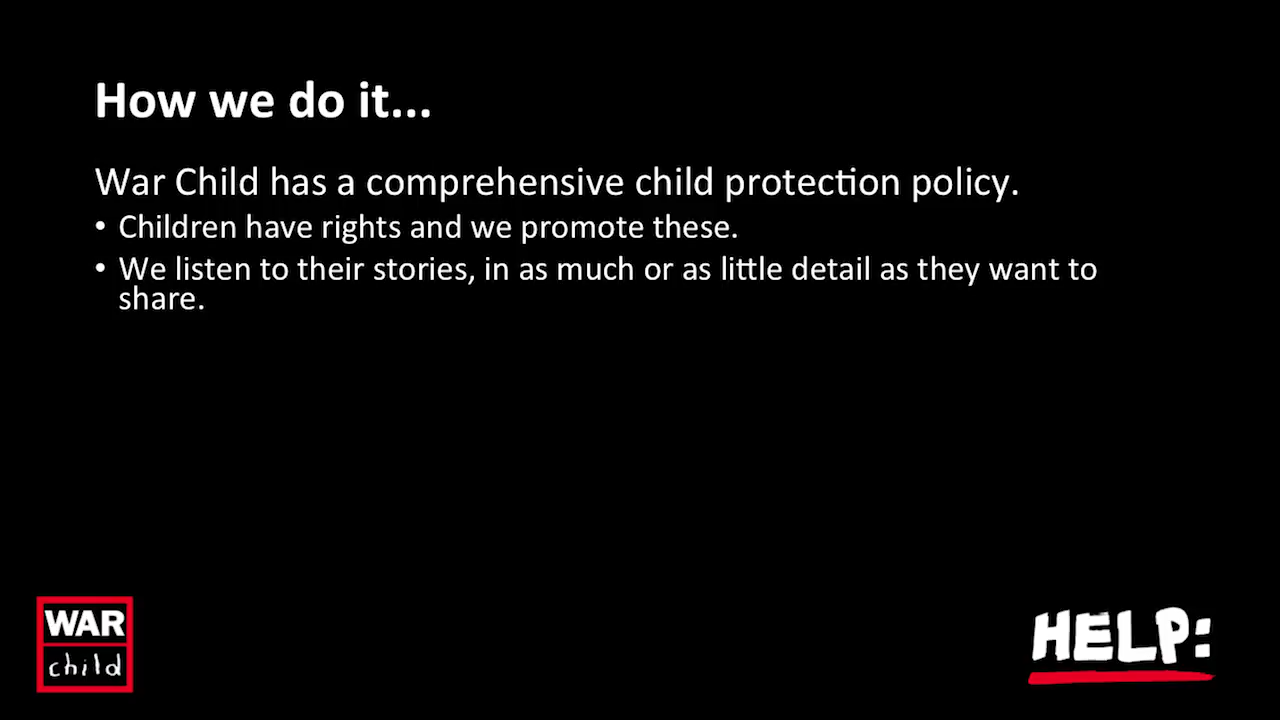 How we do it...
War Child has a comprehensive child protection policy.
• Children have rights and we promote these.
• We listen to their stories, in as much or as little detail as they want to
share.
WAR
child
HELP: